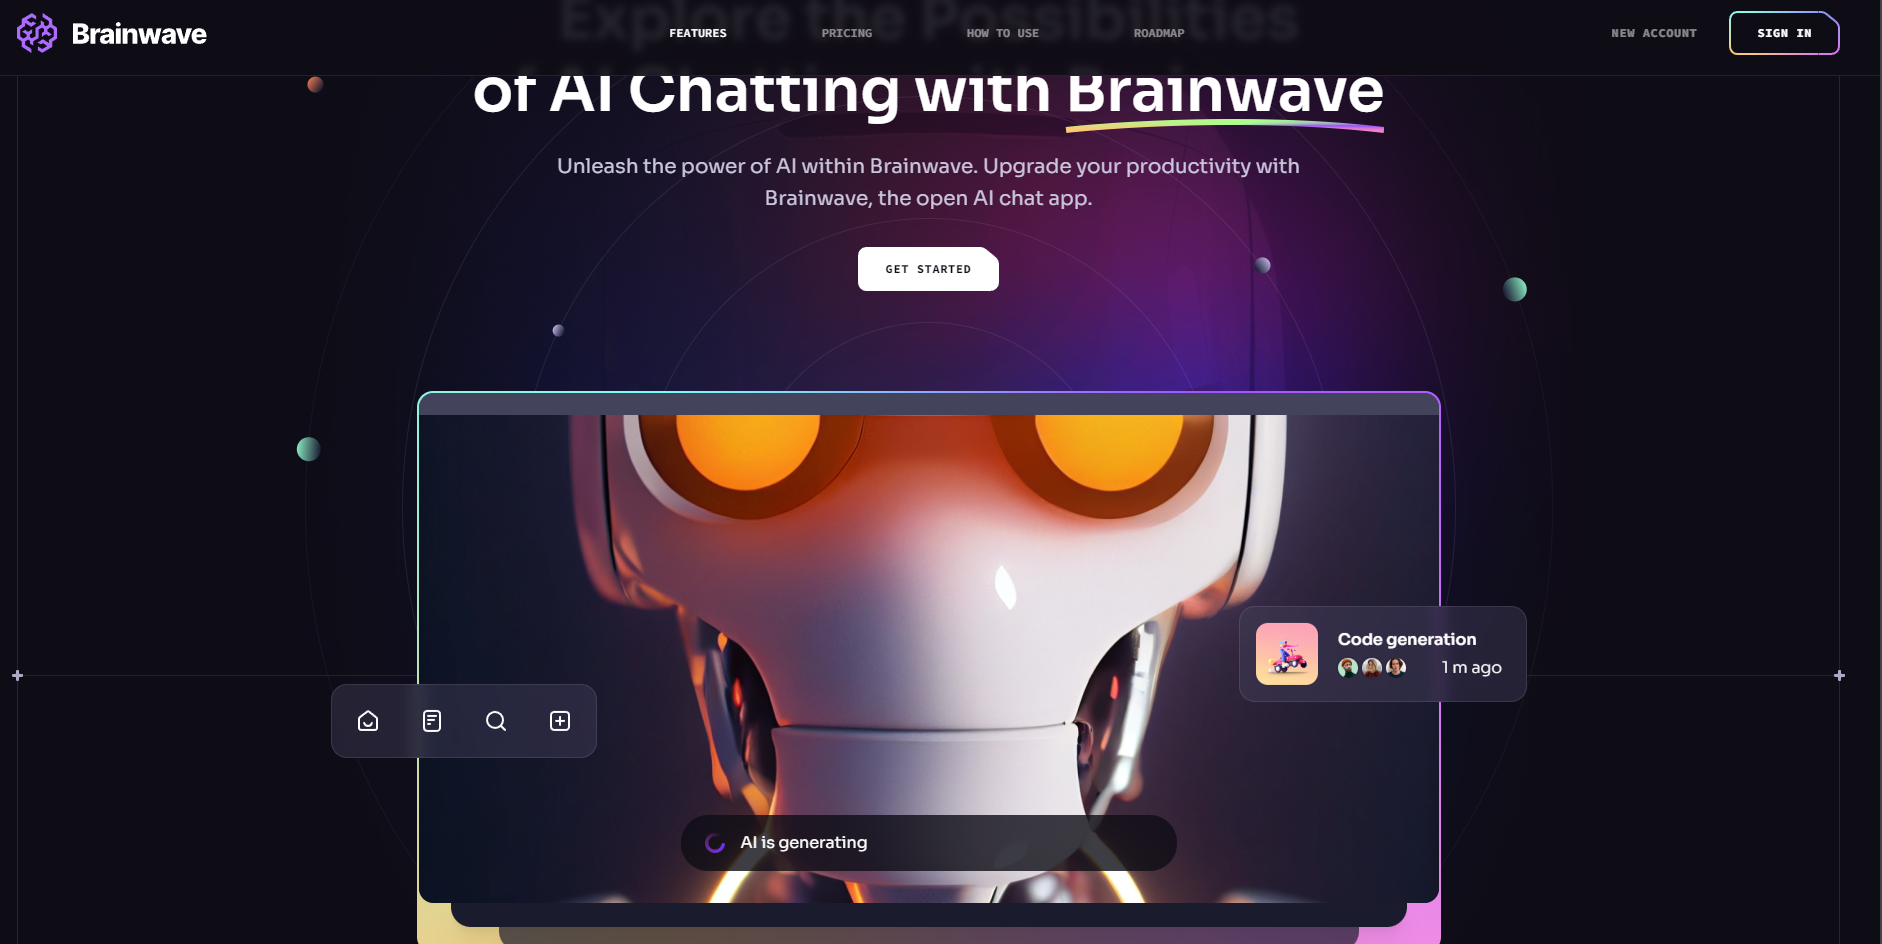 Brainwave
FEATURES
PRICING
HOW TO USE
ROADMAP
NEW ACCOUNT
SIGN IN
Explore the Possibilities
of AI Chatting with Brainwave
Unleash the power of AI within Brainwave. Upgrade your productivity with
Brainwave, the open AI chat app.
GET STARTED
Code generation
1 m ago
AI is generating